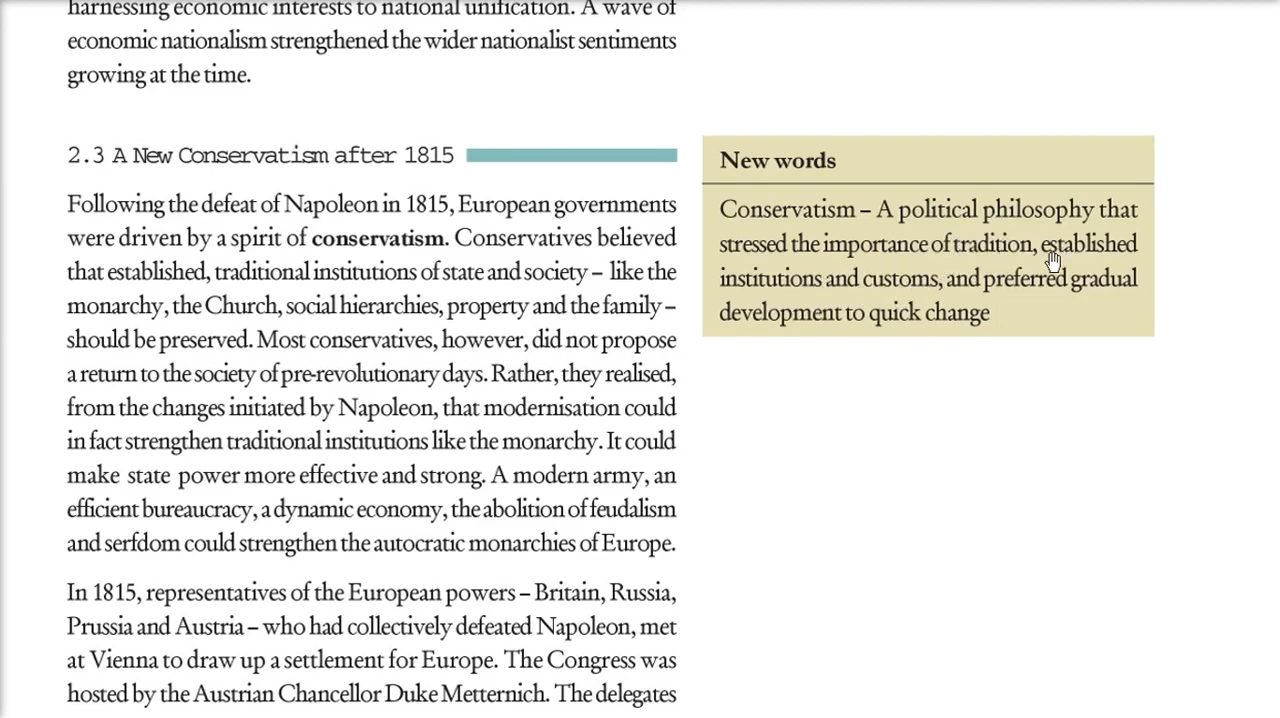 harnessing economic interests to national unification. A wave of
economic nationalism strengthened the wider nationalist sentiments
growing at the time.
2.3 A New Conservatism after 1815
Following the defeat of Napoleon in 1815, European governments
were driven by a spirit of conservatism. Conservatives believed
that established, traditional institutions of state and society – like the
monarchy, the Church, social hierarchies, property and the family –
should be preserved. Most conservatives, however, did not propose
a return to the society of pre-revolutionary days. Rather, they realised,
from the changes initiated by Napoleon, that modernisation could
in fact strengthen traditional institutions like the monarchy. It could
make state power more effective and strong. A modern army, an
efficient bureaucracy, a dynamic economy, the abolition of feudalism
and serfdom could strengthen the autocratic monarchies of Europe.
In 1815, representatives of the European powers – Britain, Russia,
Prussia and Austria – who had collectively defeated Napoleon, met
at Vienna to draw up a settlement for Europe. The Congress was
hosted by the Austrian Chancellor Duke Metternich. The delegates
New words
Conservatism – A political philosophy that
stressed the importance of tradition, established
institutions and customs, and preferred gradual
development to quick change